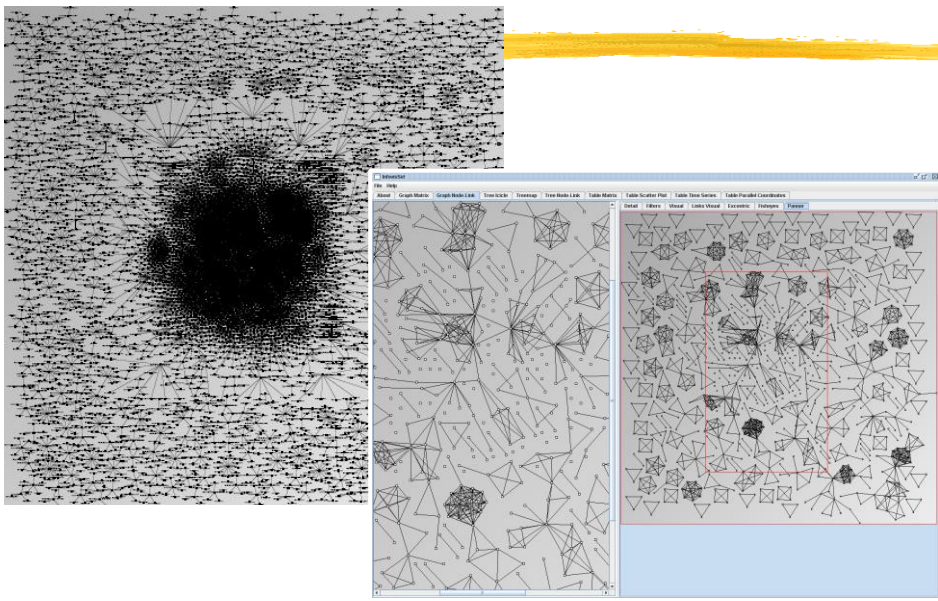 InfovisSet
File Help
About Graph Matrix Graph Node Link Tree Icicle Treemap Tree Node Link Table Matrix Table Scatter Plot Table Time Series Table Parallel Coordinates
Detail Filters Visual Links Visual Excentric Fisheyes Panner